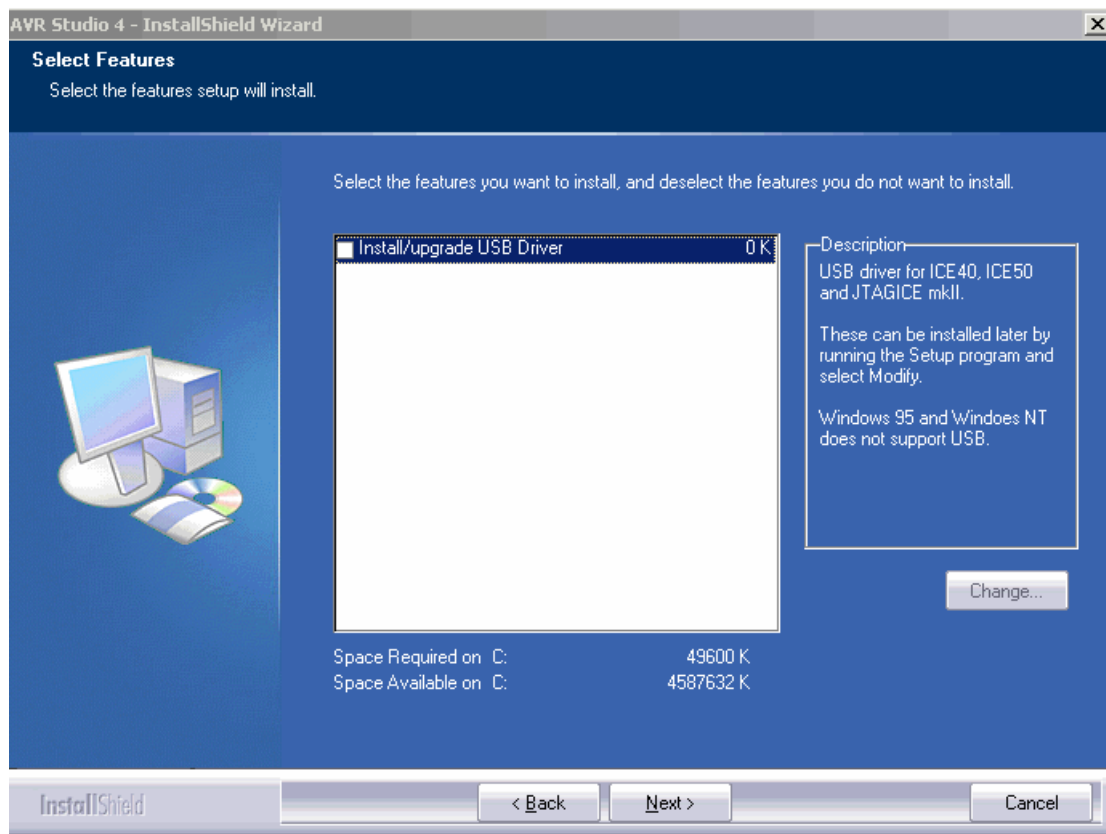 AVR Studio 4 - InstallShield Wizard
Select Features
Select the features setup will install.
Select the features you want to install, and deselect the features you do not want to install.
Install/upgrade USB Driver 0 K
Description
USB driver for ICE40, ICE50
and JTAGICE mkII.
These can be installed later by
running the Setup program and
select Modify.
Windows 95 and Windoes NT
does not support USB.
Change...
Space Required on C: 49600 K
Space Available on C: 4587632 K
InstallShield
< Back
Next >
Cancel